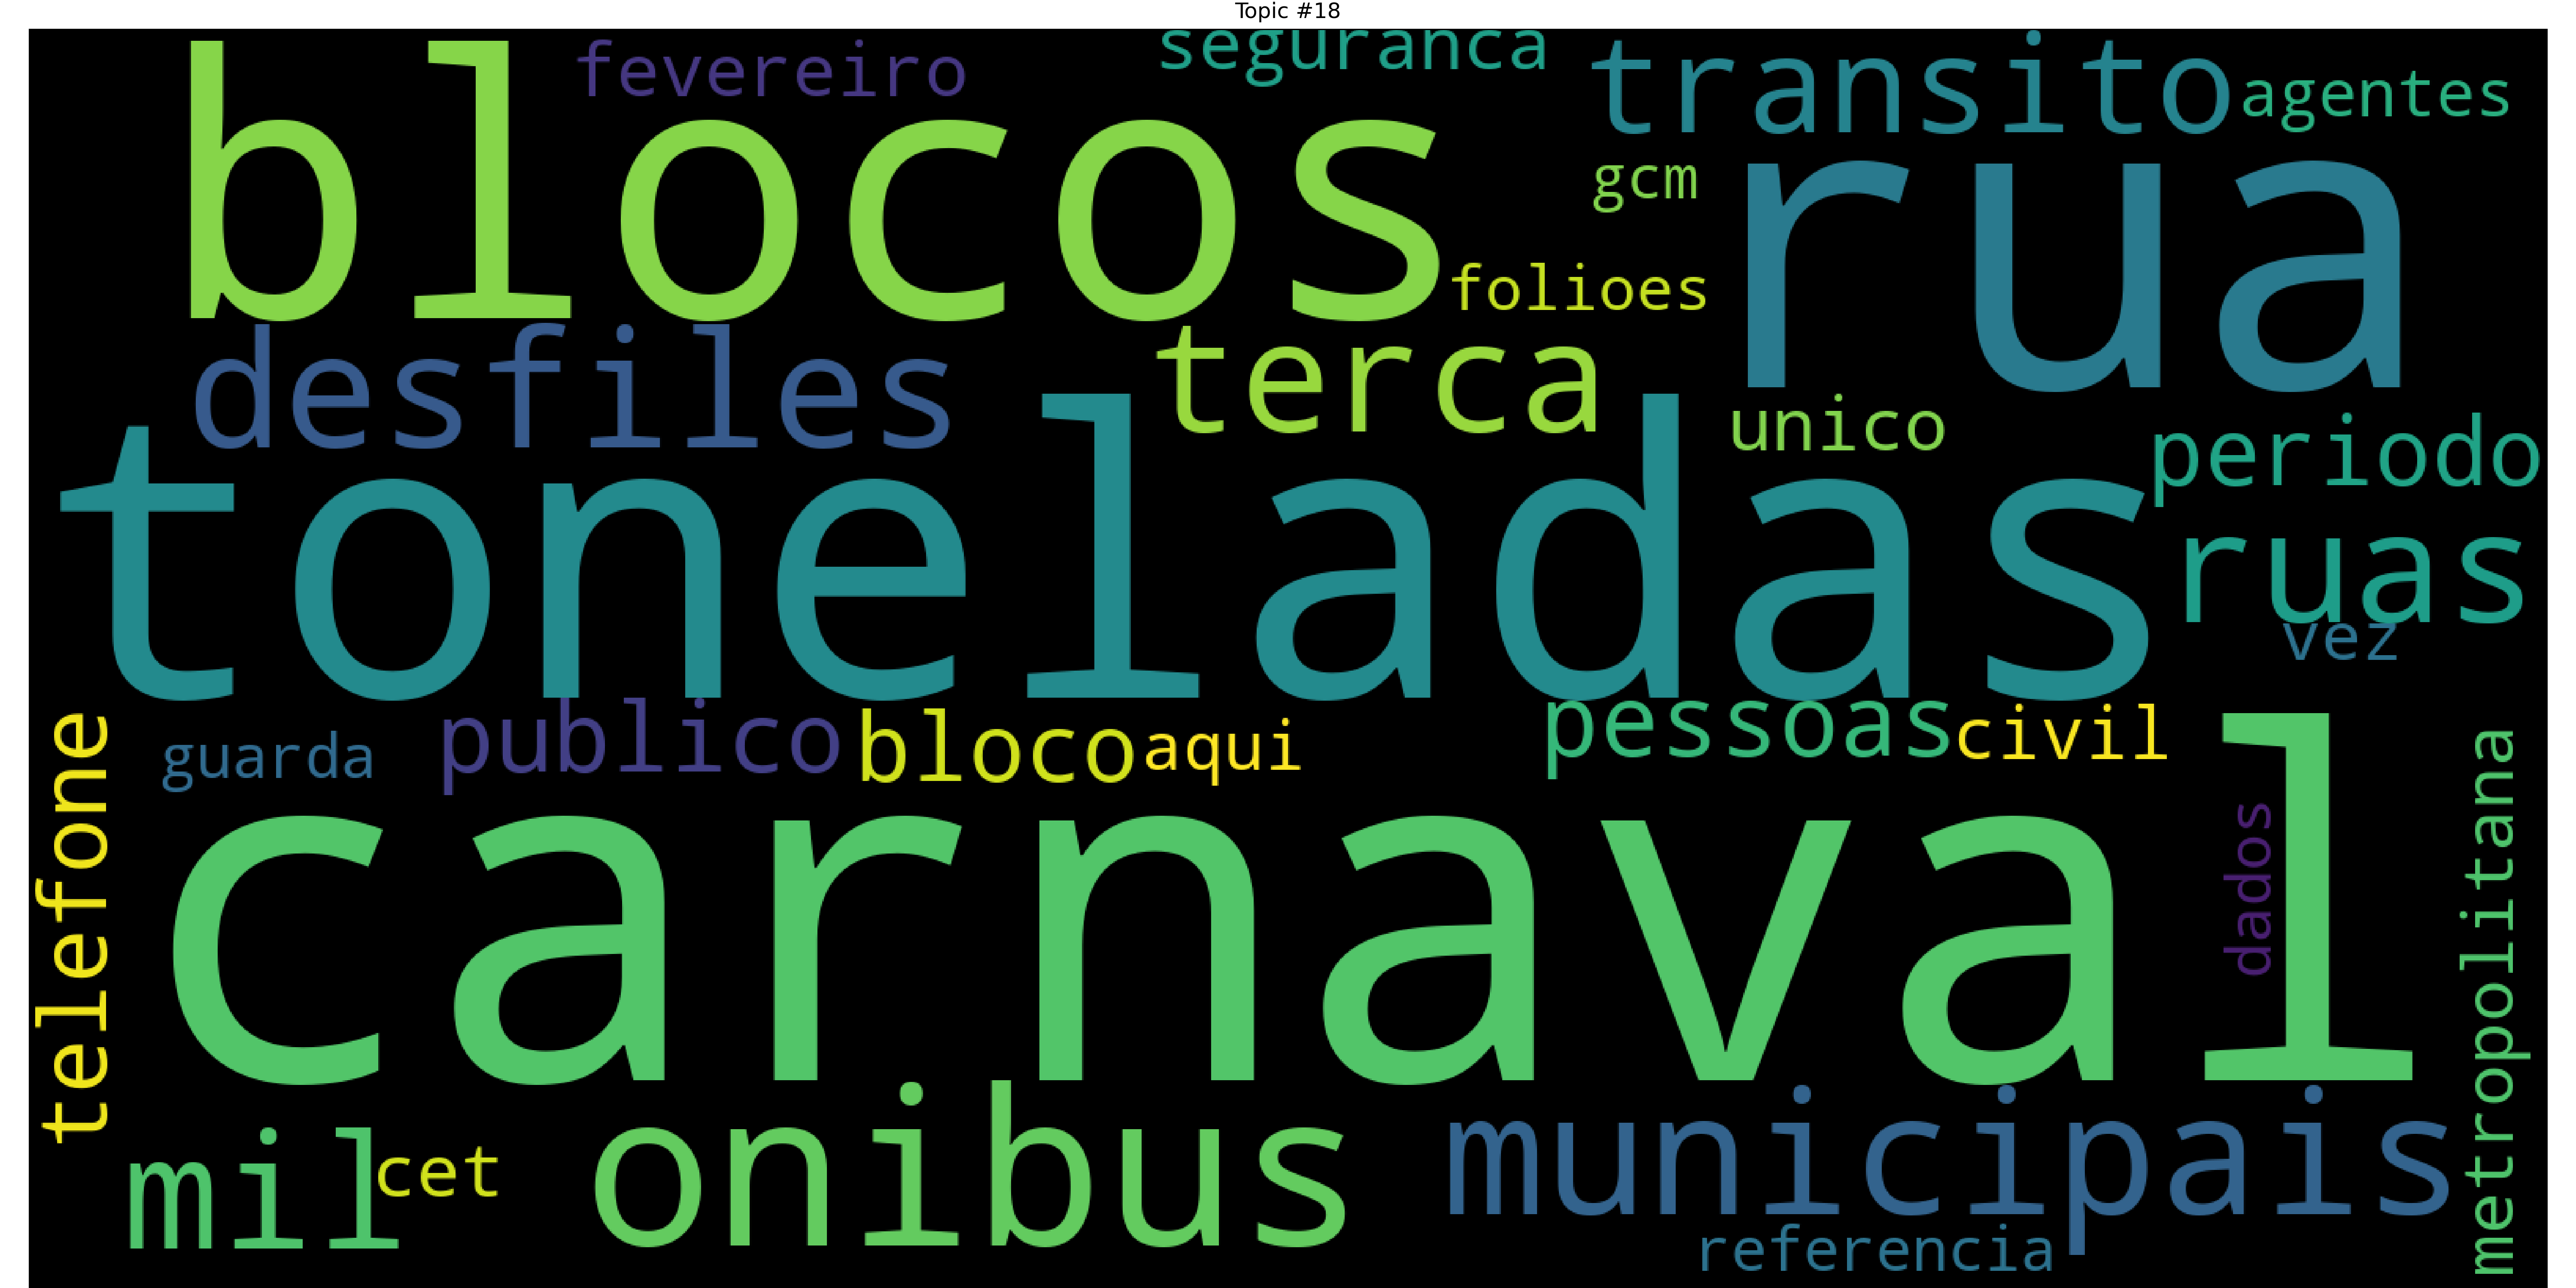 Topic #18
fevereiro
seguranca
transito
agentes
blocos
gcm
rua
folioes
desfiles
terca
unico
periodo
toneladas
ruas
vez
telefone
guarda
publico
bloco
aqui
pessoas
civil
carnaval
dados
metropolitana
mil
cet
onibus
municipais
referencia